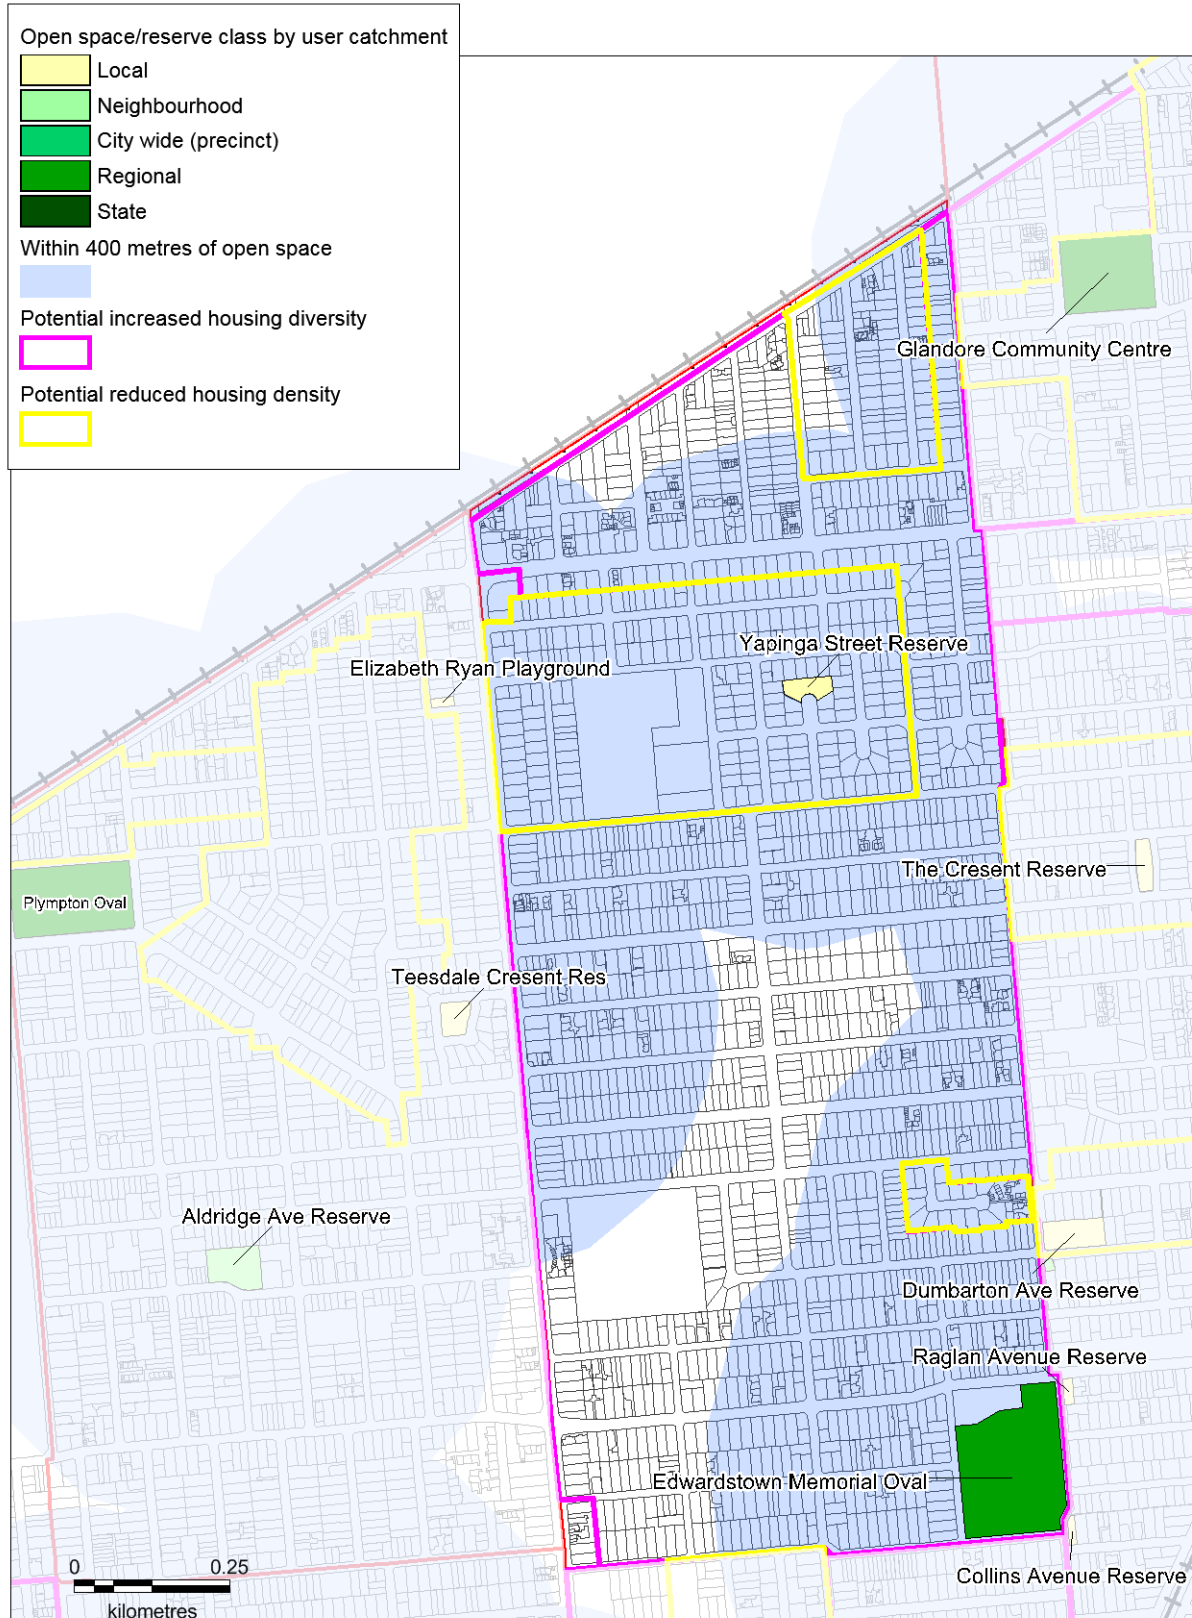 Open space/reserve class by user catchment
Local
Neighbourhood
City wide (precinct)
Regional
State
Within 400 metres of open space
Potential increased housing diversity
Potential reduced housing density
Glandore Community Centre
Yapinga Street Reserve
Elizabeth Ryan Playground
The Cresent Reserve
Plympton Oval
Teesdale Cresent Res
Aldridge Ave Reserve
Dumbarton Ave Reserve
Raglan Avenue Reserve
Edwardstown Memorial Oval
0 0.25
kilometres
Collins Avenue Reserve